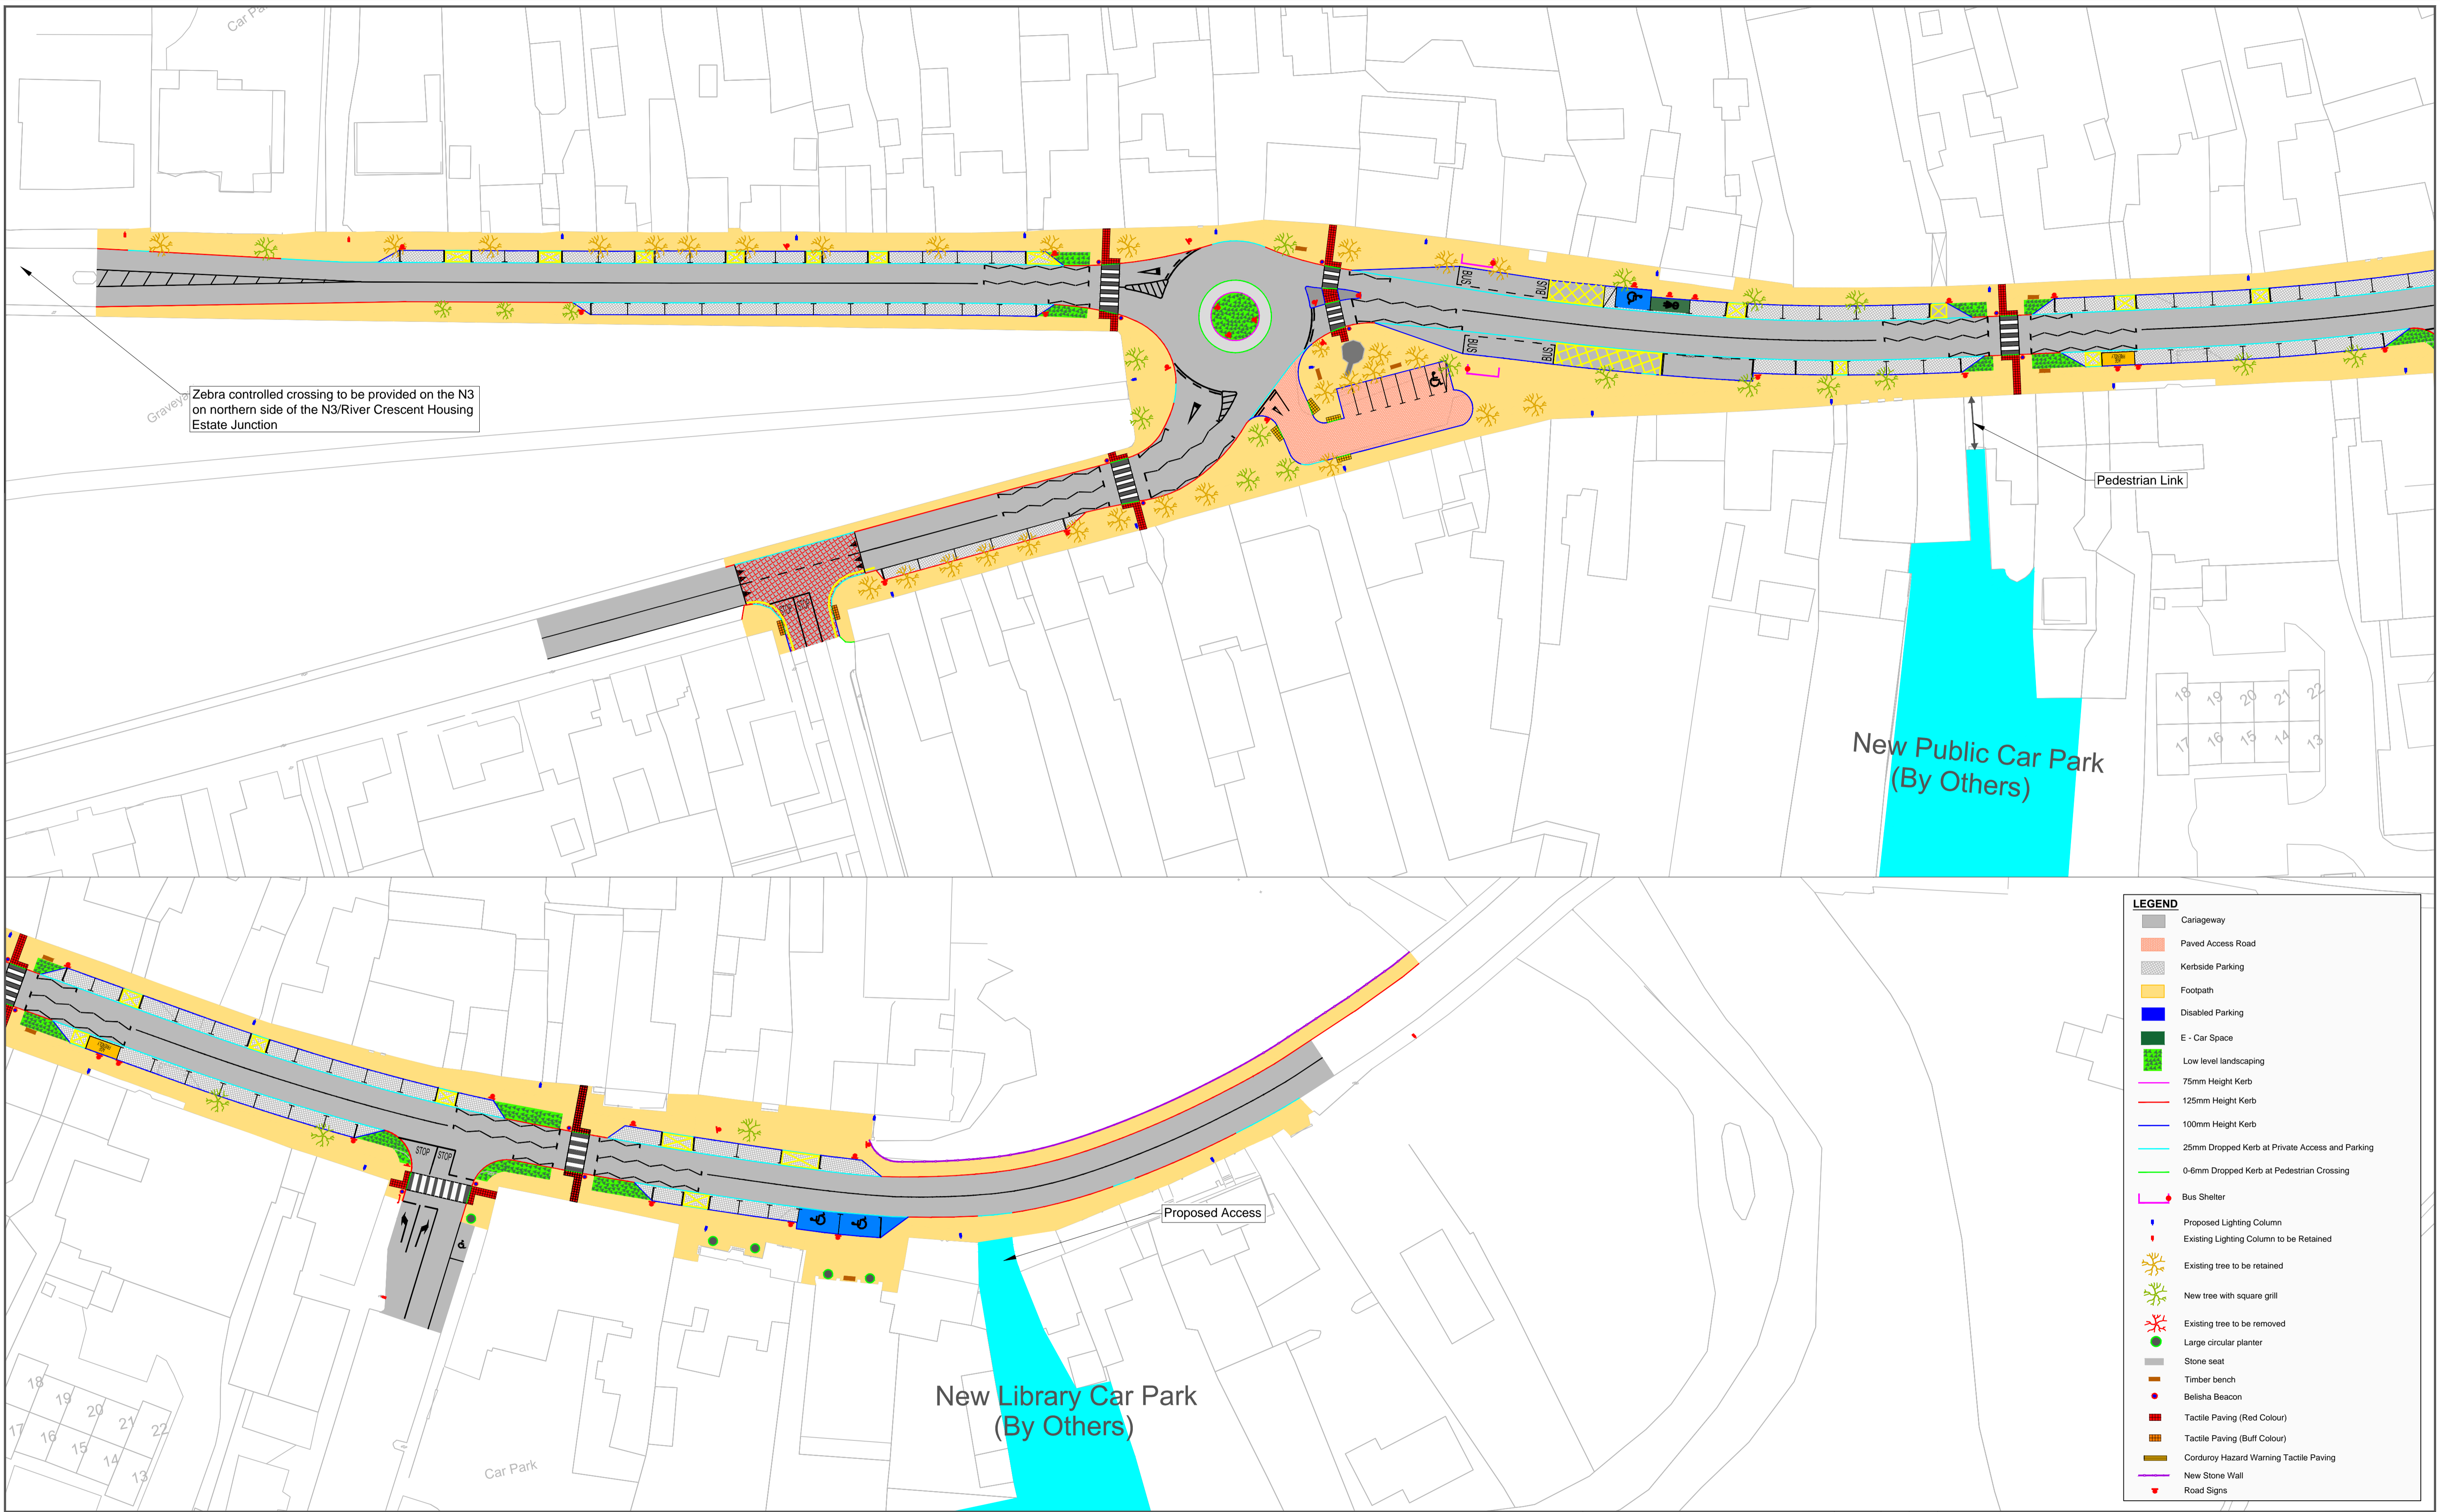 Car Pa
Zebra controlled crossing to be provided on the N3
on northern side of the N3/River Crescent Housing
Estate Junction
Graveya
BUS
BUS
BUS
BUS
STOP
STOP
Pedestrian Link
New Public Car Park
(By Others)
18
19
20
21
22
17
16
15
14
13
STOP
STOP
Proposed Access
New Library Car Park
(By Others)
Car Park
18
19
20
21
22
17
16
15
14
13
LEGEND
Cariageway
Paved Access Road
Kerbside Parking
Footpath
Disabled Parking
E - Car Space
Low level landscaping
75mm Height Kerb
125mm Height Kerb
100mm Height Kerb
25mm Dropped Kerb at Private Access and Parking
0-6mm Dropped Kerb at Pedestrian Crossing
Bus Shelter
Proposed Lighting Column
Existing Lighting Column to be Retained
Existing tree to be retained
New tree with square grill
Existing tree to be removed
Large circular planter
Stone seat
Timber bench
Belisha Beacon
Tactile Paving (Red Colour)
Tactile Paving (Buff Colour)
Corduroy Hazard Warning Tactile Paving
New Stone Wall
Road Signs